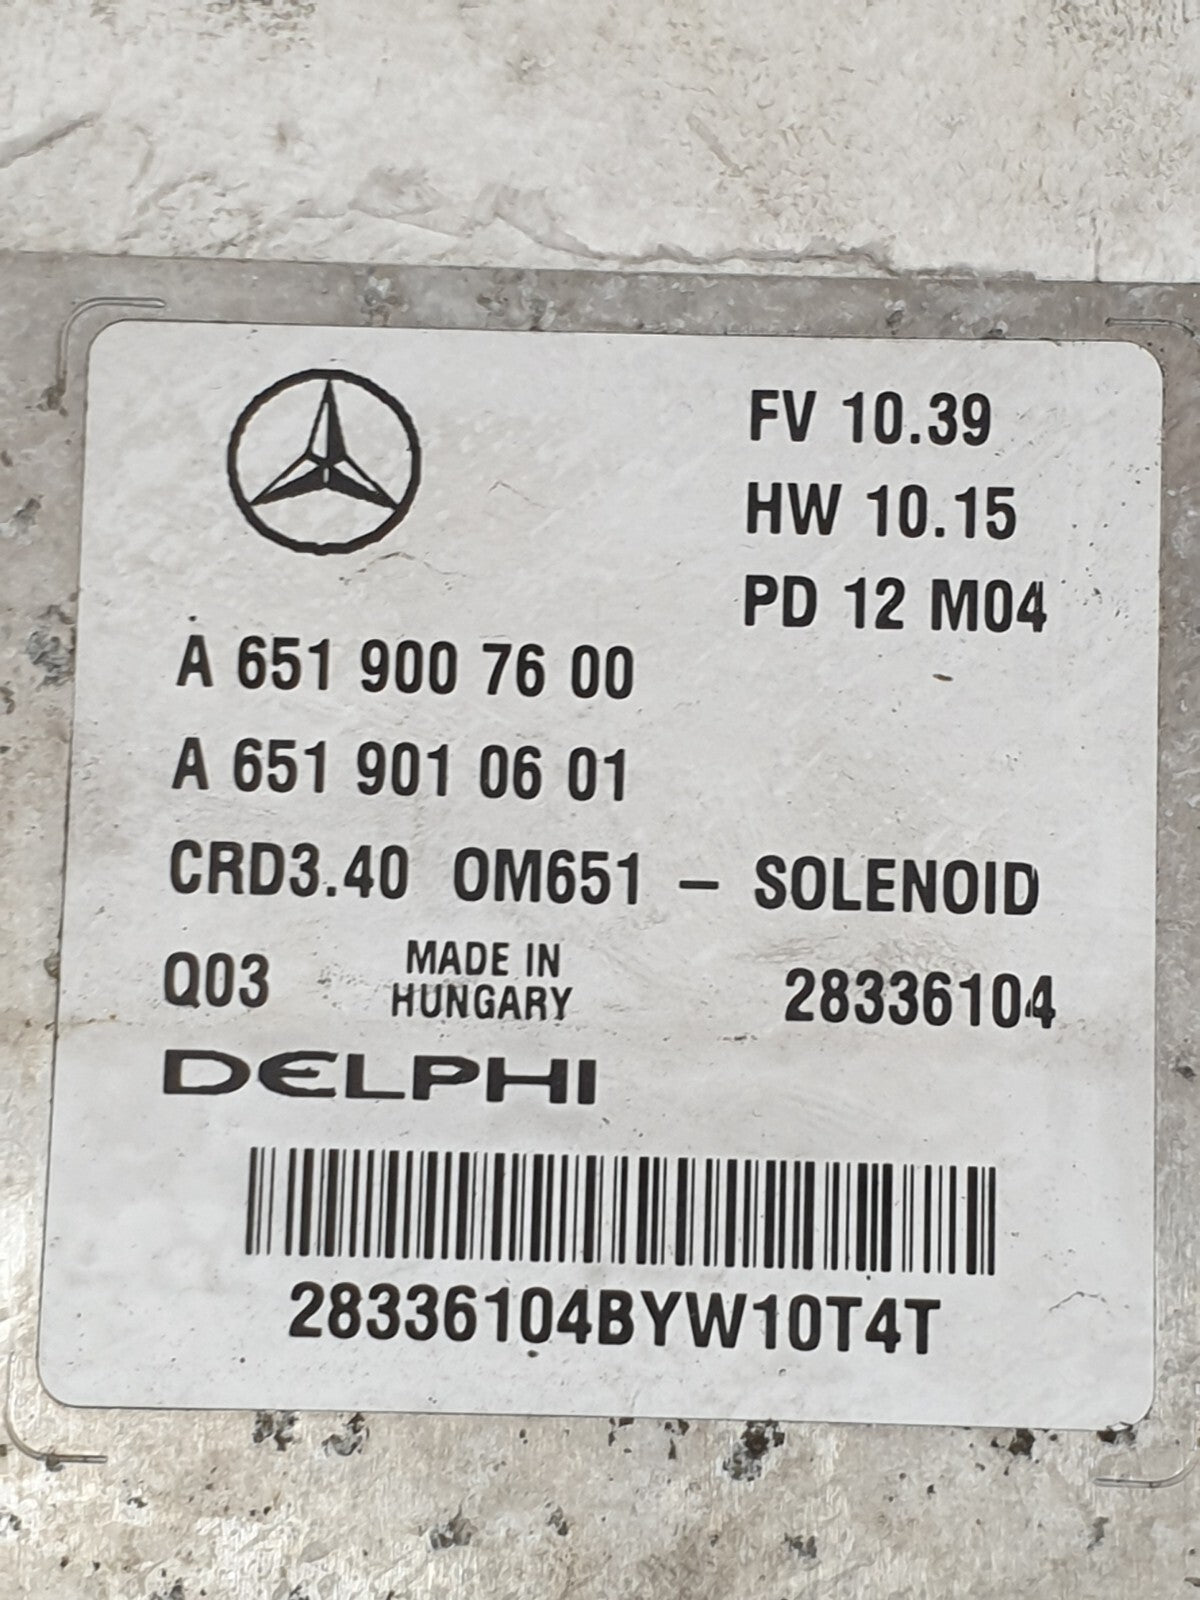 FV 10.39
HW 10.15
PD 12 M04
A 651 900 76 00
A 651 901 06 01
CRD3.40 OM651 – SOLENOID
Q03 MADE IN HUNGARY 28336104
DELPHI
28336104BYW10T4T